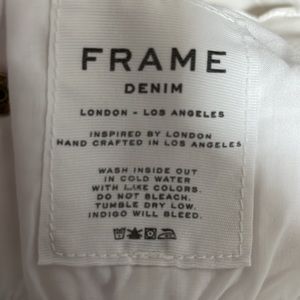 FRAME
DENIM
LONDON - LOS ANGELES
INSPIRED BY LONDON
HAND CRAFTED IN LOS ANGELES
WASH INSIDE OUT
IN COLD WATER
WITH LIKE COLORS.
DO NOT BLEACH.
TUMBLE DRY LOW.
INDIGO WILL BLEED.